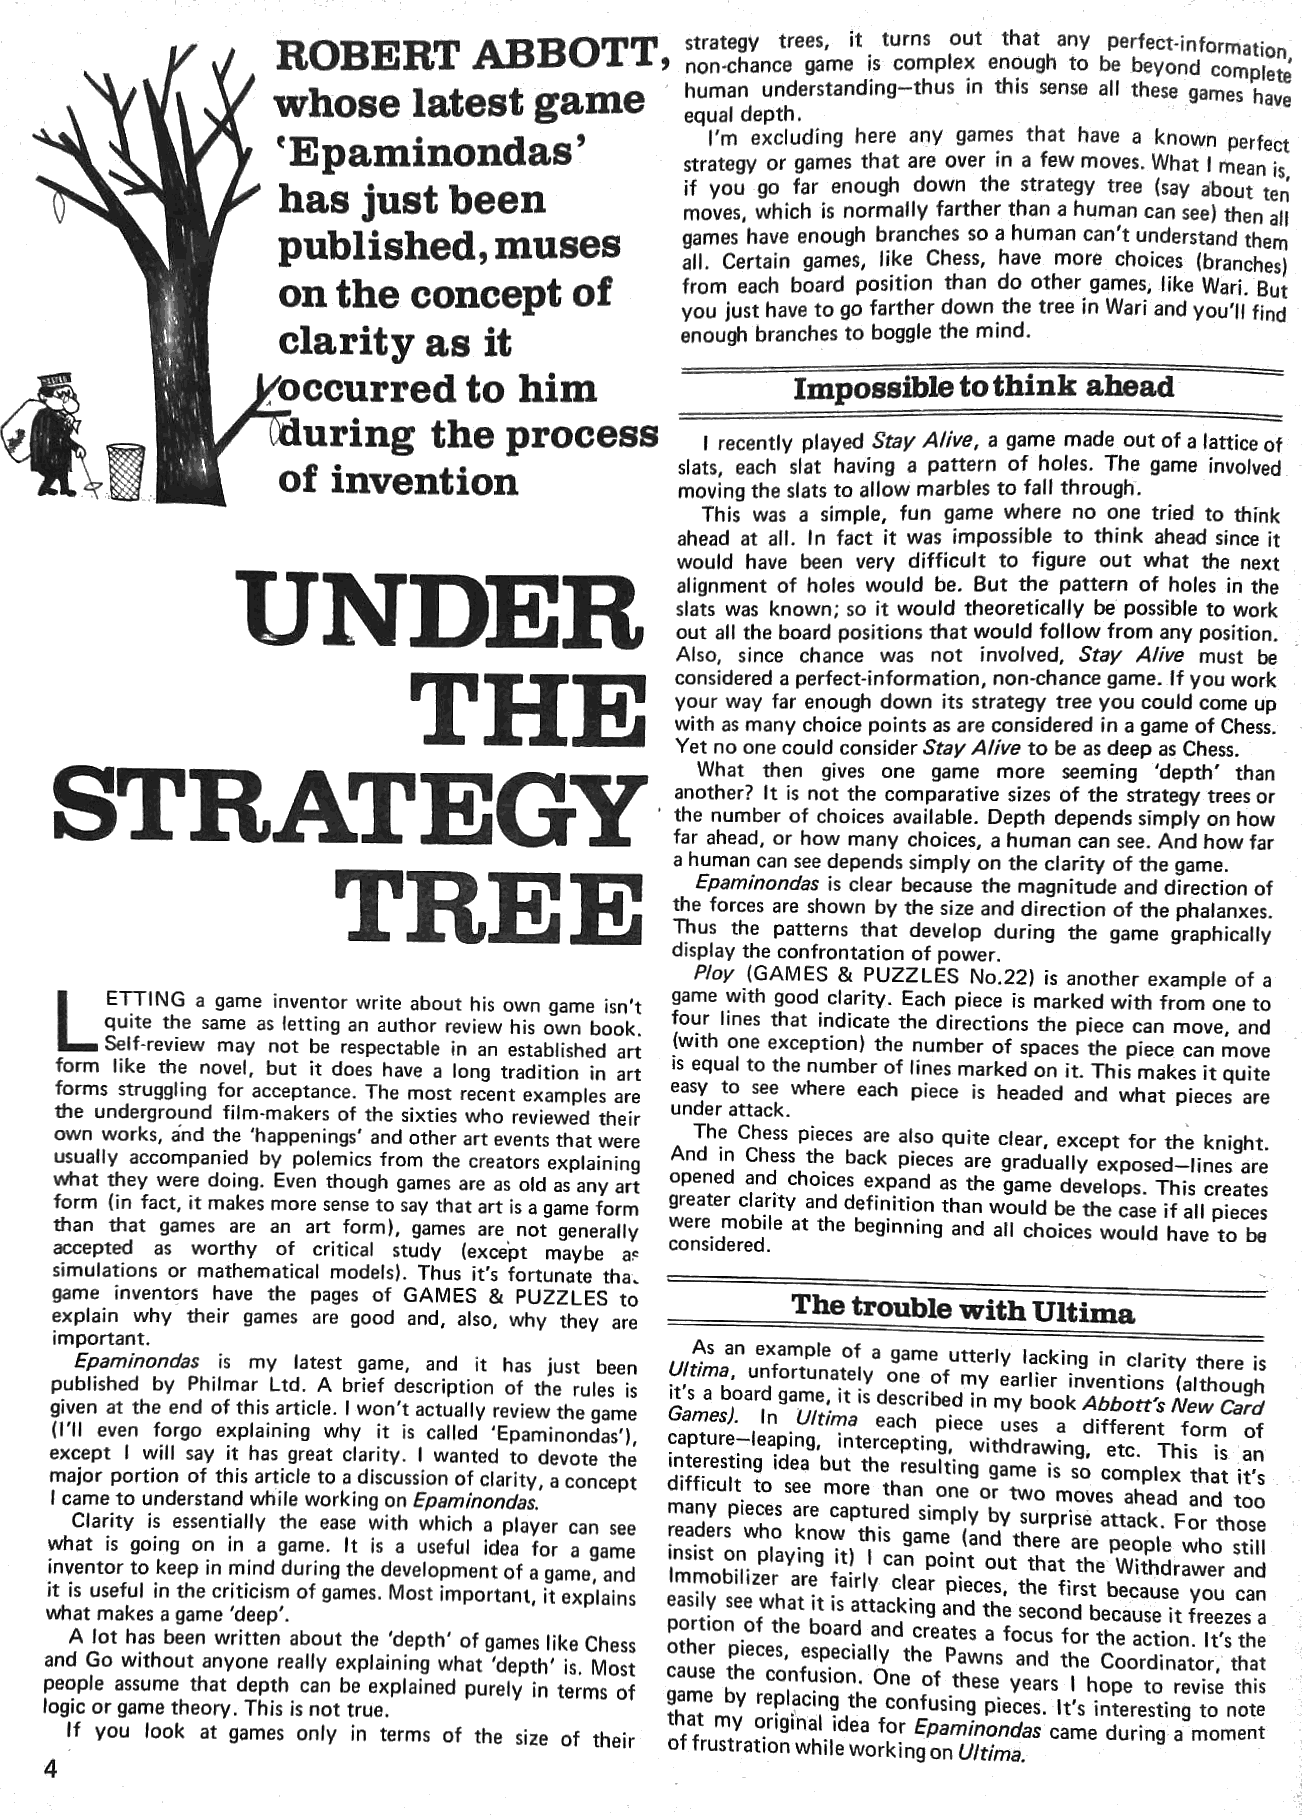 ROBERT ABBOTT,
whose latest game
‘Epaminondas’
has just been
published, muses
on the concept of
clarity as it
occurred to him
during the process
of invention
UNDER
THE
STRATEGY
TREE
LETTING a game inventor write about his own game isn't
quite the same as letting an author review his own book.
Self-review may not be respectable in an established art
form like the novel, but it does have a long tradition in art
forms struggling for acceptance. The most recent examples are
the underground film-makers of the sixties who reviewed their
own works, and the 'happenings' and other art events that were
usually accompanied by polemics from the creators explaining
what they were doing. Even though games are as old as any art
form (in fact, it makes more sense to say that art is a game form
than that games are an art form), games are not generally
accepted as worthy of critical study (except maybe as
simulations or mathematical models). Thus it's fortunate tha.
game inventors have the pages of GAMES & PUZZLES to
explain why their games are good and, also, why they are
important.
Epaminondas is my latest game, and it has just been
published by Philmar Ltd. A brief description of the rules is
given at the end of this article. I won't actually review the game
(I'll even forgo explaining why it is called 'Epaminondas'),
except I will say it has great clarity. I wanted to devote the
major portion of this article to a discussion of clarity, a concept
I came to understand while working on Epaminondas.
Clarity is essentially the ease with which a player can see
what is going on in a game. It is a useful idea for a game
inventor to keep in mind during the development of a game, and
it is useful in the criticism of games. Most important, it explains
what makes a game 'deep'.
A lot has been written about the 'depth' of games like Chess
and Go without anyone really explaining what 'depth' is. Most
people assume that depth can be explained purely in terms of
logic or game theory. This is not true.
If you look at games only in terms of the size of their
4
strategy trees, it turns out that any perfect-information,
non-chance game is complex enough to be beyond complete
human understanding—thus in this sense all these games have
equal depth.
I'm excluding here any games that have a known perfect
strategy or games that are over in a few moves. What I mean is,
if you go far enough down the strategy tree (say about ten
moves, which is normally farther than a human can see) then all
games have enough branches so a human can't understand them
all. Certain games, like Chess, have more choices (branches)
from each board position than do other games, like Wari. But
you just have to go farther down the tree in Wari and you'll find
enough branches to boggle the mind.
Impossible to think ahead
I recently played Stay Alive, a game made out of a lattice of
slats, each slat having a pattern of holes. The game involved
moving the slats to allow marbles to fall through.
This was a simple, fun game where no one tried to think
ahead at all. In fact it was impossible to think ahead since it
would have been very difficult to figure out what the next
alignment of holes would be. But the pattern of holes in the
slats was known; so it would theoretically be possible to work
out all the board positions that would follow from any position.
Also, since chance was not involved, Stay Alive must be
considered a perfect-information, non-chance game. If you work
your way far enough down its strategy tree you could come up
with as many choice points as are considered in a game of Chess.
Yet no one could consider Stay Alive to be as deep as Chess.
What then gives one game more seeming 'depth' than
another? It is not the comparative sizes of the strategy trees or
the number of choices available. Depth depends simply on how
far ahead, or how many choices, a human can see. And how far
a human can see depends simply on the clarity of the game.
Epaminondas is clear because the magnitude and direction of
the forces are shown by the size and direction of the phalanxes.
Thus the patterns that develop during the game graphically
display the confrontation of power.
Ploy (GAMES & PUZZLES No.22) is another example of a
game with good clarity. Each piece is marked with from one to
four lines that indicate the directions the piece can move, and
(with one exception) the number of spaces the piece can move
is equal to the number of lines marked on it. This makes it quite
easy to see where each piece is headed and what pieces are
under attack.
The Chess pieces are also quite clear, except for the knight.
And in Chess the back pieces are gradually exposed—lines are
opened and choices expand as the game develops. This creates
greater clarity and definition than would be the case if all pieces
were mobile at the beginning and all choices would have to be
considered.
The trouble with Ultima
As an example of a game utterly lacking in clarity there is
Ultima, unfortunately one of my earlier inventions (although
it's a board game, it is described in my book Abbott's New Card
Games). In Ultima each piece uses a different form of
capture—leaping, intercepting, withdrawing, etc. This is an
interesting idea but the resulting game is so complex that it's
difficult to see more than one or two moves ahead and too
many pieces are captured simply by surprise attack. For those
readers who know this game (and there are people who still
insist on playing it) I can point out that the Withdrawer and
Immobilizer are fairly clear pieces, the first because you can
easily see what it is attacking and the second because it freezes a
portion of the board and creates a focus for the action. It's the
other pieces, especially the Pawns and the Coordinator, that
cause the confusion. One of these years I hope to revise this
game by replacing the confusing pieces. It's interesting to note
that my original idea for Epaminondas came during a moment
of frustration while working on Ultima.